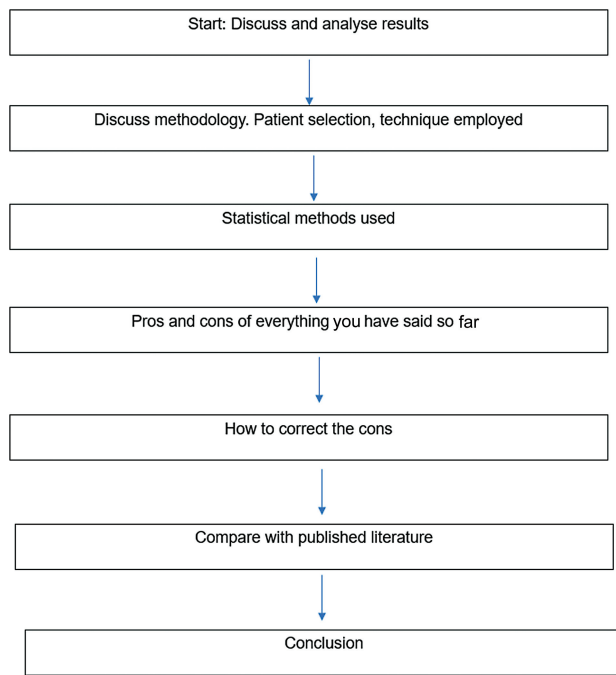 Start: Discuss and analyse results
Discuss methodology. Patient selection, technique employed
Statistical methods used
Pros and cons of everything you have said so far
How to correct the cons
Compare with published literature
Conclusion